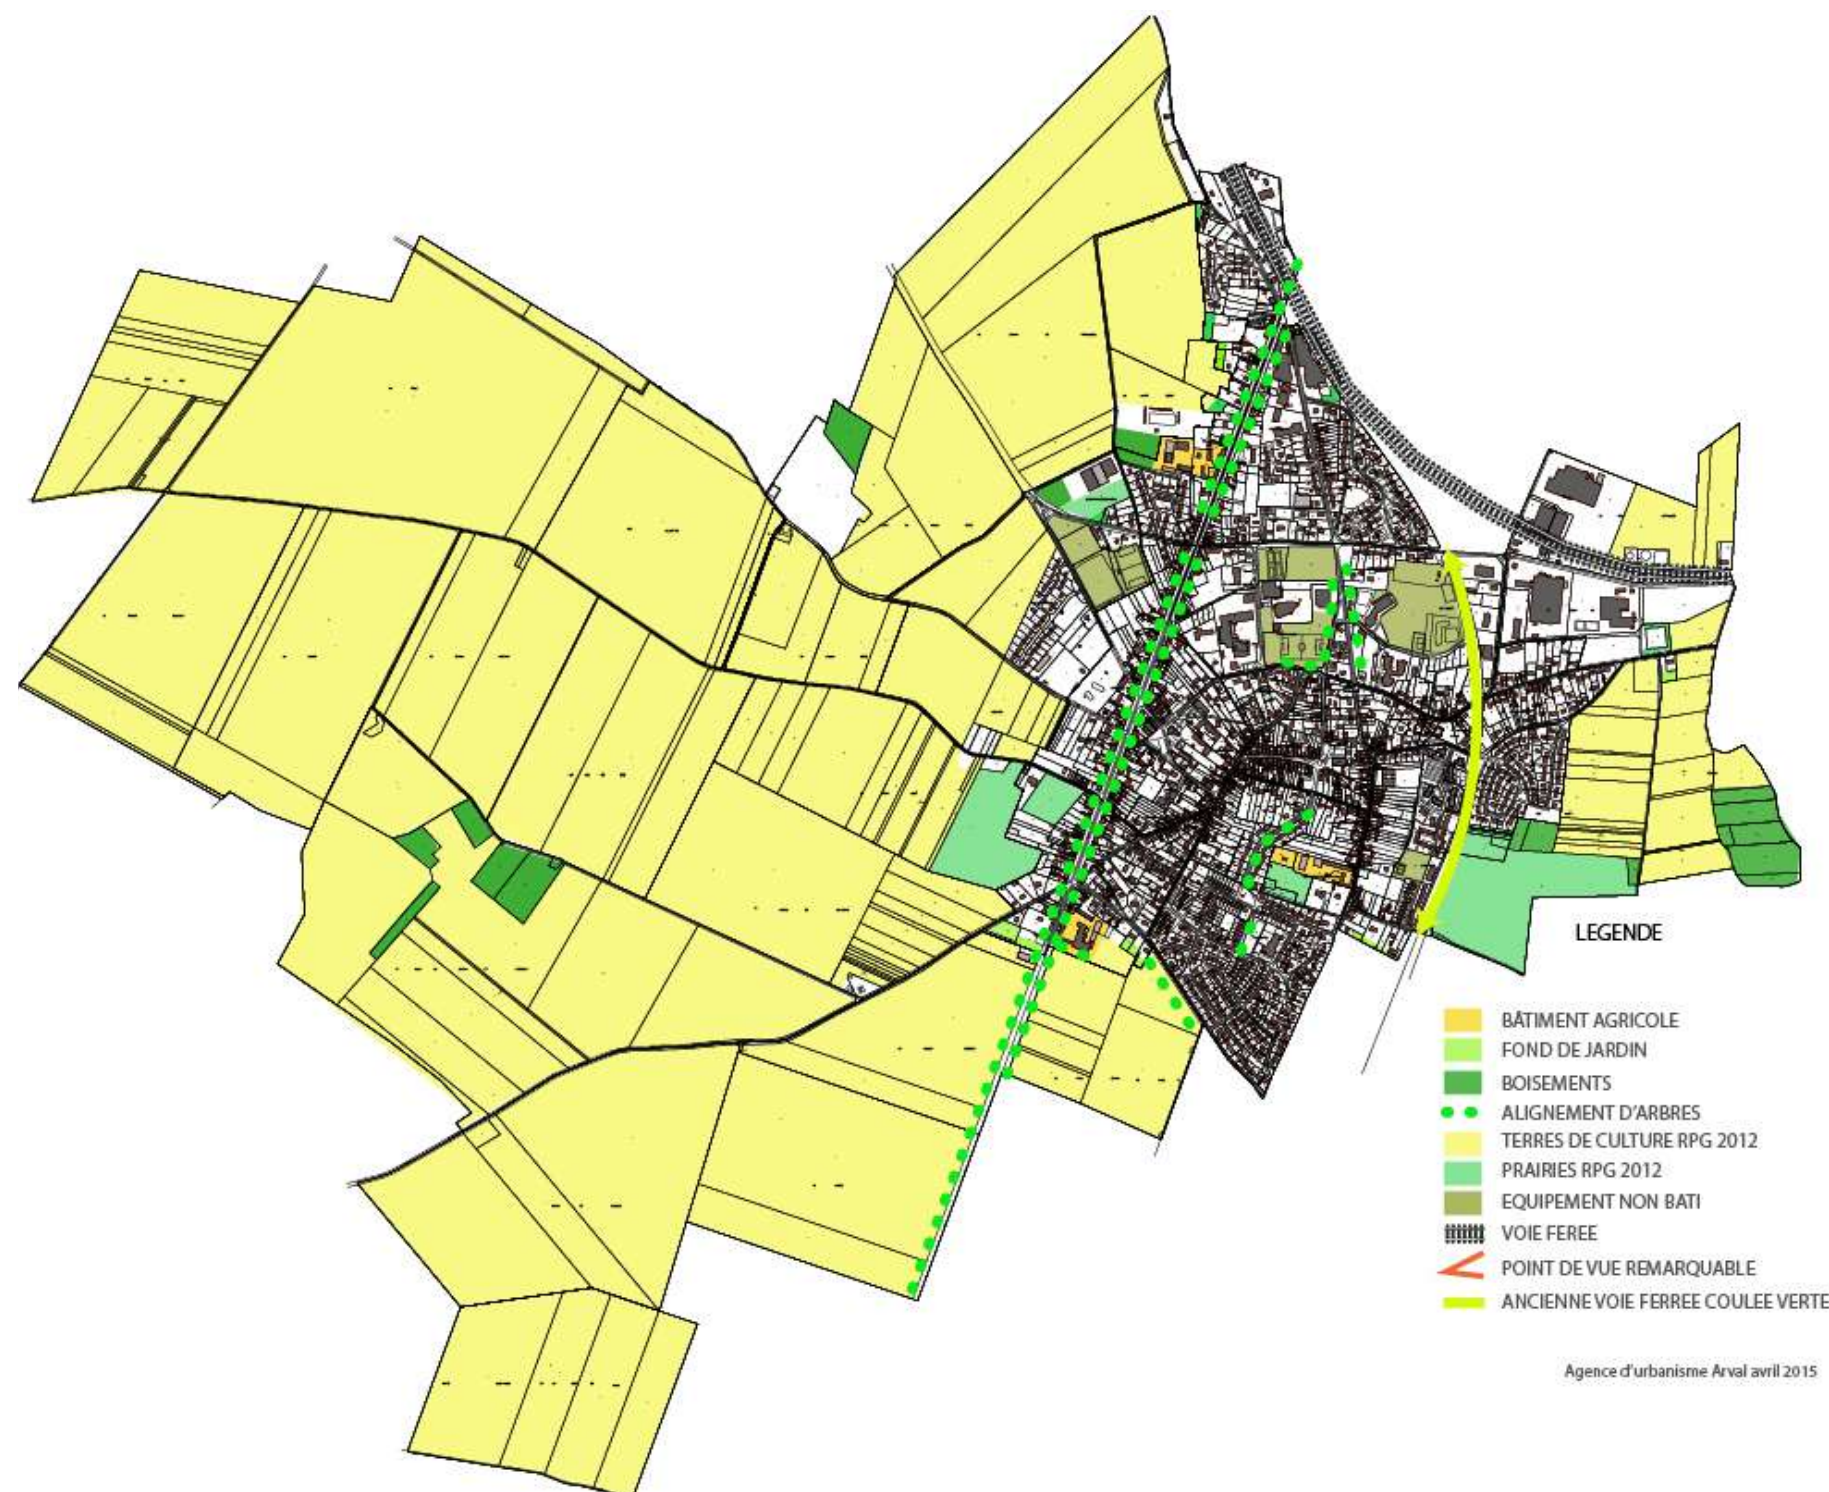 LEGENDE
BÂTIMENT AGRICOLE
FOND DE JARDIN
BOISEMENTS
ALIGNEMENT D'ARBRES
TERRES DE CULTURE RPG 2012
PRAIRIES RPG 2012
EQUIPEMENT NON BATI
VOIE FEREE
POINT DE VUE REMARQUABLE
ANCIENNE VOIE FERREE COULEE VERTE
Agence d'urbanisme Arval avril 2015